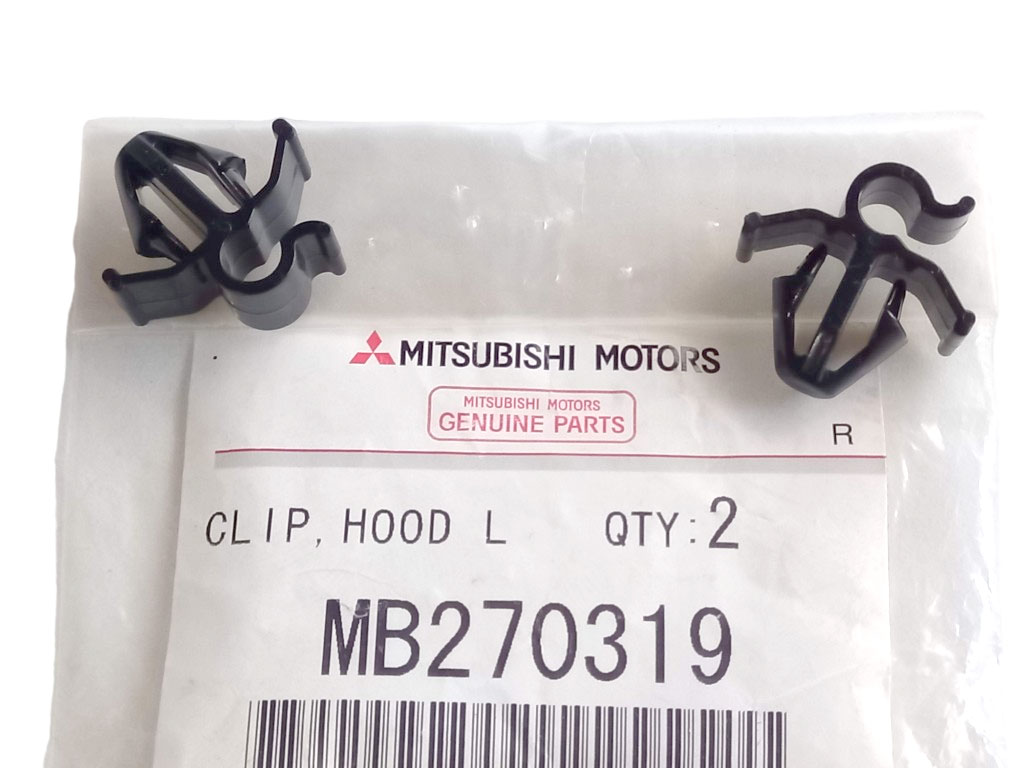 MITSUBISHI MOTORS
MITSUBISHI MOTORS
GENUINE PARTS
R
CLIP, HOOD L QTY:2
MB270319